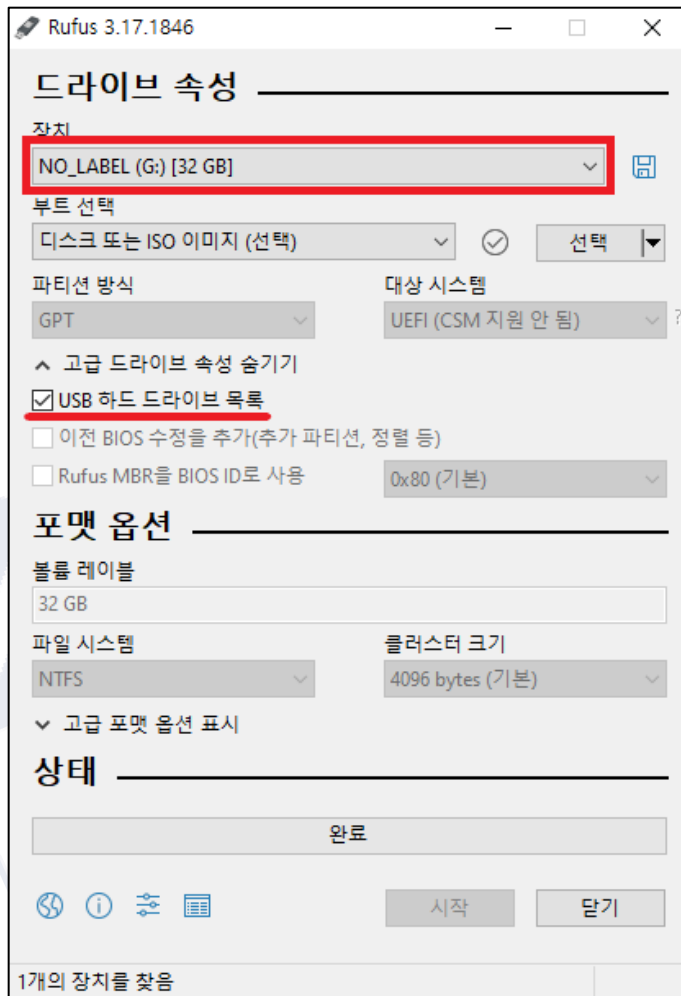 Rufus 3.17.1846
드라이브 속성
장치
NO_LABEL (G:) [32 GB]
부트 선택
디스크 또는 ISO 이미지 (선택)
선택
파티션 방식
대상 시스템
GPT
UEFI (CSM 지원 안 됨)
?
고급 드라이브 속성 숨기기
USB 하드 드라이브 목록
이전 BIOS 수정을 추가(추가 파티션, 정렬 등)
Rufus MBR을 BIOS ID로 사용
0x80 (기본)
포맷 옵션
볼륨 레이블
32 GB
파일 시스템
클러스터 크기
NTFS
4096 bytes (기본)
고급 포맷 옵션 표시
상태
완료
시작
닫기
1개의 장치를 찾음